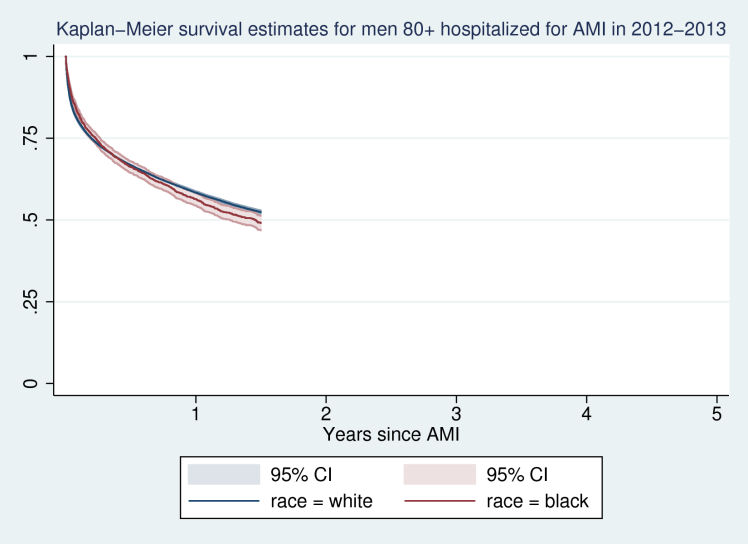 Kaplan−Meier survival estimates for men 80+ hospitalized for AMI in 2012−2013
1
.75
.5
.25
0
1 2 3 4 5
Years since AMI
95% CI 95% CI
race = white race = black